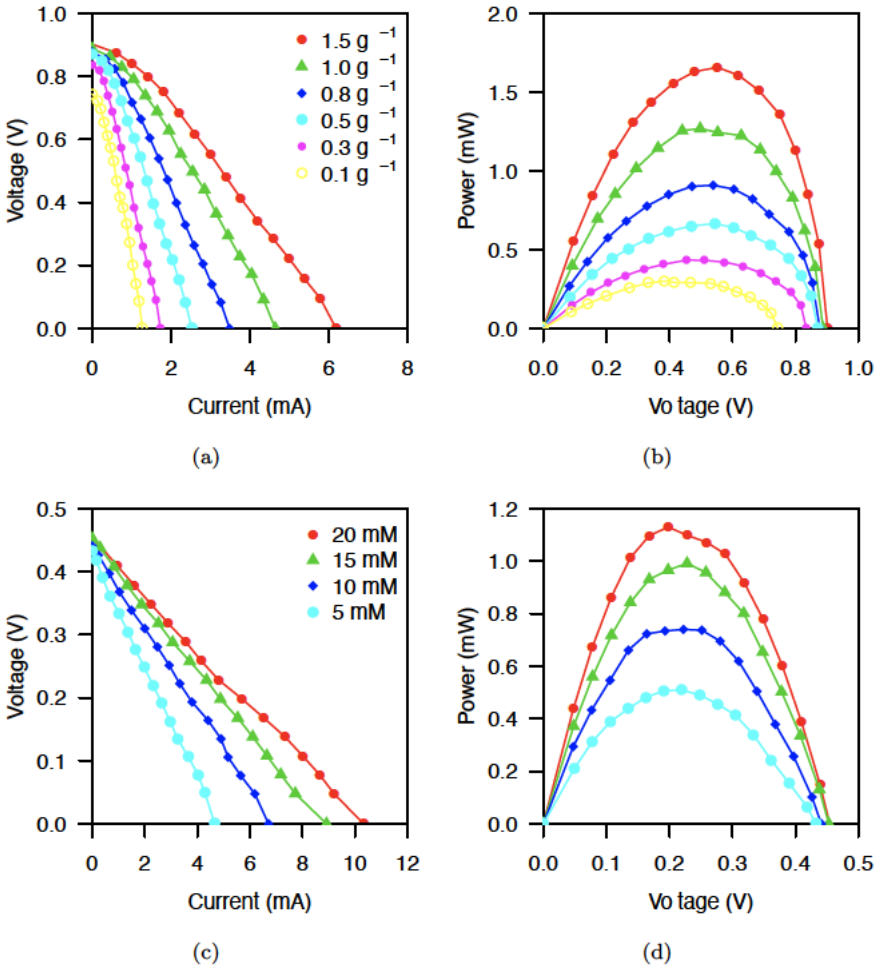 1.0
0.8
0.6
0.4
0.2
0.0
Voltage (V)
0 2 4 6 8
Current (mA)
1.5 g ⁻¹
1.0 g ⁻¹
0.8 g ⁻¹
0.5 g ⁻¹
0.3 g ⁻¹
0.1 g ⁻¹
(a)
2.0
1.5
1.0
0.5
0.0
Power (mW)
0.0 0.2 0.4 0.6 0.8 1.0
Vo tage (V)
(b)
0.5
0.4
0.3
0.2
0.1
0.0
Voltage (V)
0 2 4 6 8 10 12
Current (mA)
20 mM
15 mM
10 mM
5 mM
(c)
1.2
1.0
0.8
0.6
0.4
0.2
0.0
Power (mW)
0.0 0.1 0.2 0.3 0.4 0.5
Vo tage (V)
(d)